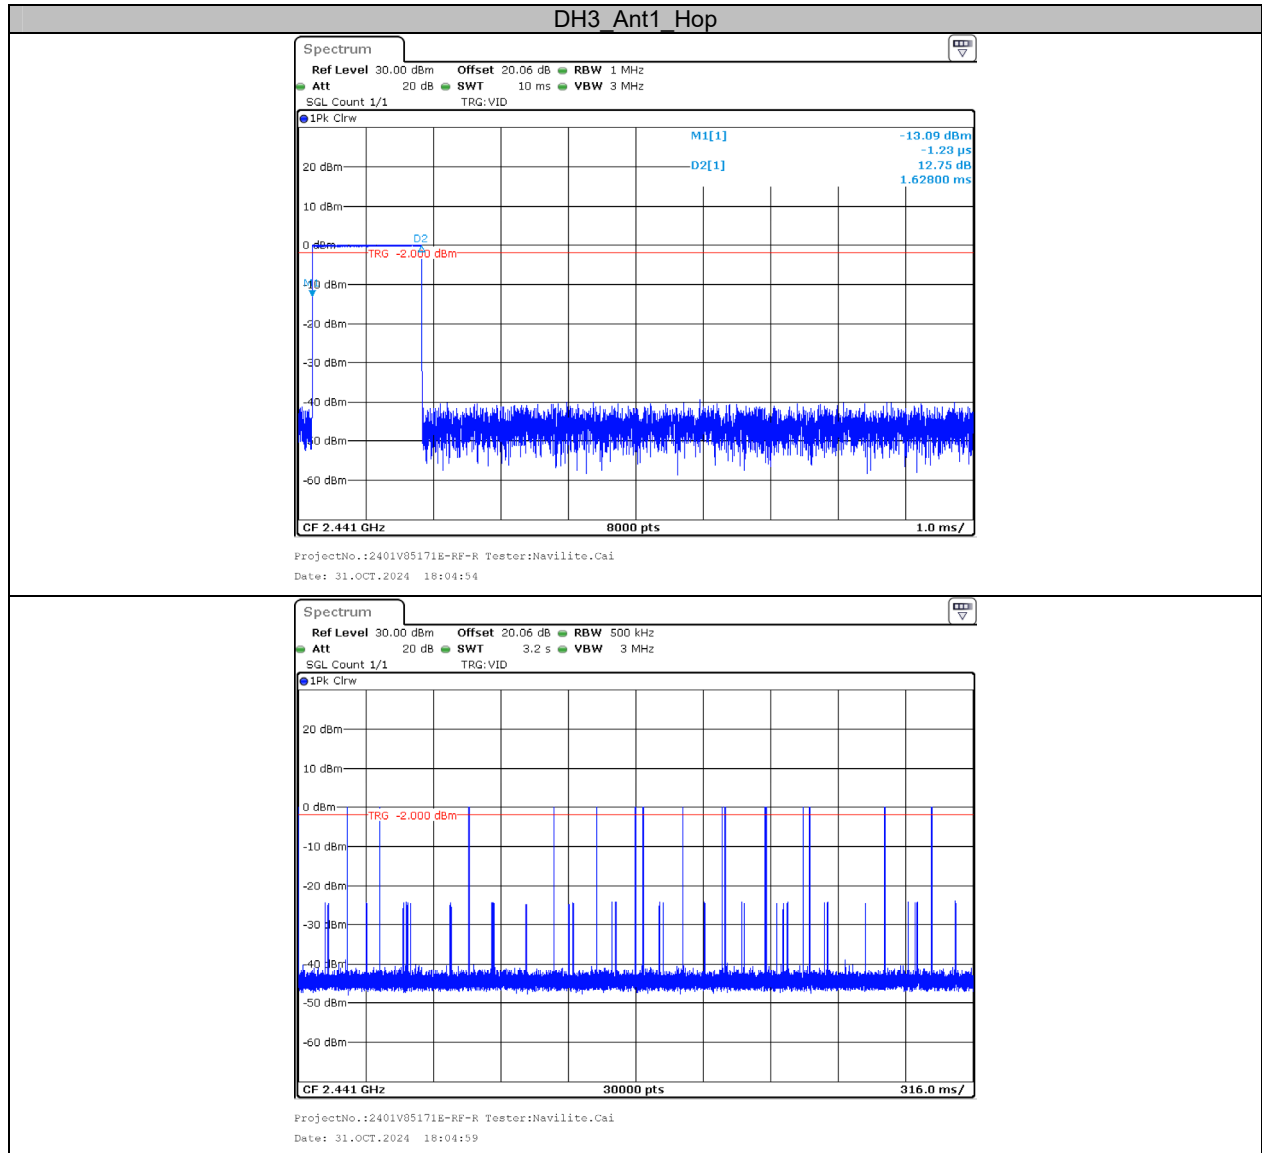 DH3_Ant1_Hop
Spectrum
Ref Level 30.00 dBm Offset 20.06 dB RBW 1 MHz
Att 20 dB SWT 10 ms VBW 3 MHz
SGL Count 1/1 TRG:VID
1Pk Clrw
M1[1] -13.09 dBm
-1.23 µs
20 dBm D2[1] 12.75 dB
1.62800 ms
10 dBm
D2
0 dBm
TRG -2.000 dBm
M1
-10 dBm
-20 dBm
-30 dBm
-40 dBm
-50 dBm
-60 dBm
CF 2.441 GHz 8000 pts 1.0 ms/
ProjectNo.:2401V85171E-RF-R Tester:Navilite.Cai
Date: 31.OCT.2024 18:04:54
Spectrum
Ref Level 30.00 dBm Offset 20.06 dB RBW 500 kHz
Att 20 dB SWT 3.2 s VBW 3 MHz
SGL Count 1/1 TRG:VID
1Pk Clrw
20 dBm
10 dBm
0 dBm
TRG -2.000 dBm
-10 dBm
-20 dBm
-30 dBm
-40 dBm
-50 dBm
-60 dBm
CF 2.441 GHz 30000 pts 316.0 ms/
ProjectNo.:2401V85171E-RF-R Tester:Navilite.Cai
Date: 31.OCT.2024 18:04:59